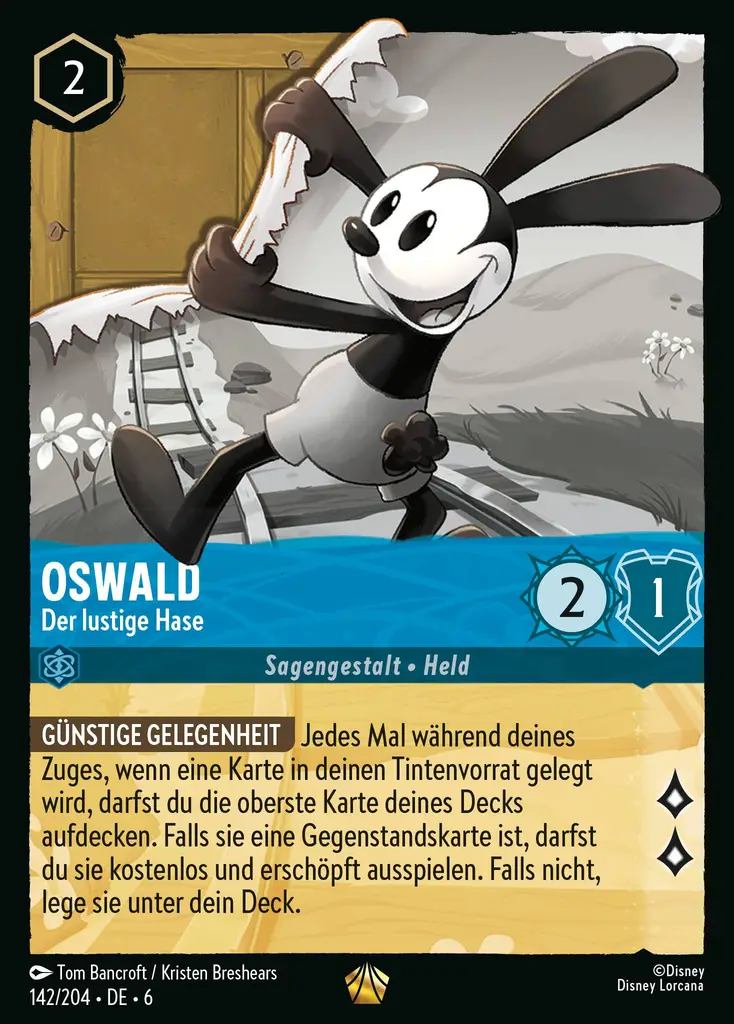 2
OSWALD
Der lustige Hase
2
1
Sagengestalt • Held
GÜNSTIGE GELEGENHEIT Jedes Mal während deines
Zuges, wenn eine Karte in deinen Tintenvorrat gelegt
wird, darfst du die oberste Karte deines Decks
aufdecken. Falls sie eine Gegenstandskarte ist, darfst
du sie kostenlos und erschöpft ausspielen. Falls nicht,
lege sie unter dein Deck.
Tom Bancroft / Kristen Breshears
©Disney
142/204 • DE • 6
Disney Lorcana